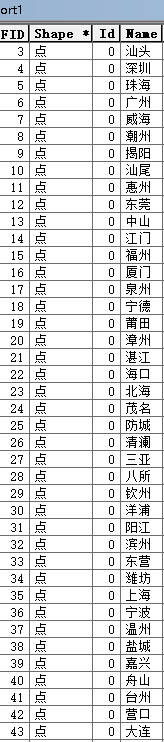 ort1
FID Shape * Id Name
3 点 0 汕头
4 点 0 深圳
5 点 0 珠海
6 点 0 广州
7 点 0 威海
8 点 0 潮州
9 点 0 揭阳
10 点 0 汕尾
11 点 0 惠州
12 点 0 东莞
13 点 0 中山
14 点 0 江门
15 点 0 福州
16 点 0 厦门
17 点 0 泉州
18 点 0 宁德
19 点 0 莆田
20 点 0 漳州
21 点 0 湛江
22 点 0 海口
23 点 0 北海
24 点 0 茂名
25 点 0 防城
26 点 0 清澜
27 点 0 三亚
28 点 0 八所
29 点 0 钦州
30 点 0 洋浦
31 点 0 阳江
32 点 0 滨州
33 点 0 东营
34 点 0 潍坊
35 点 0 上海
36 点 0 宁波
37 点 0 温州
38 点 0 盐城
39 点 0 嘉兴
40 点 0 舟山
41 点 0 台州
42 点 0 营口
43 点 0 大连